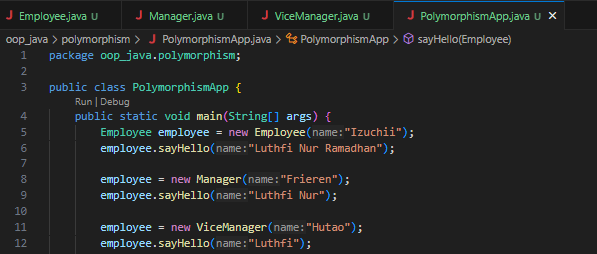 Employee.java U Manager.java U ViceManager.java U PolymorphismApp.java U
oop_java > polymorphism > PolymorphismApp.java > PolymorphismApp > sayHello(Employee)
1 package oop_java.polymorphism;
2
3 public class PolymorphismApp {
Run | Debug
4 public static void main(String[] args) {
5 Employee employee = new Employee(name:"Izuchii");
6 employee.sayHello(name:"Luthfi Nur Ramadhan");
7
8 employee = new Manager(name:"Frieren");
9 employee.sayHello(name:"Luthfi Nur");
10
11 employee = new ViceManager(name:"Hutao");
12 employee.sayHello(name:"Luthfi");